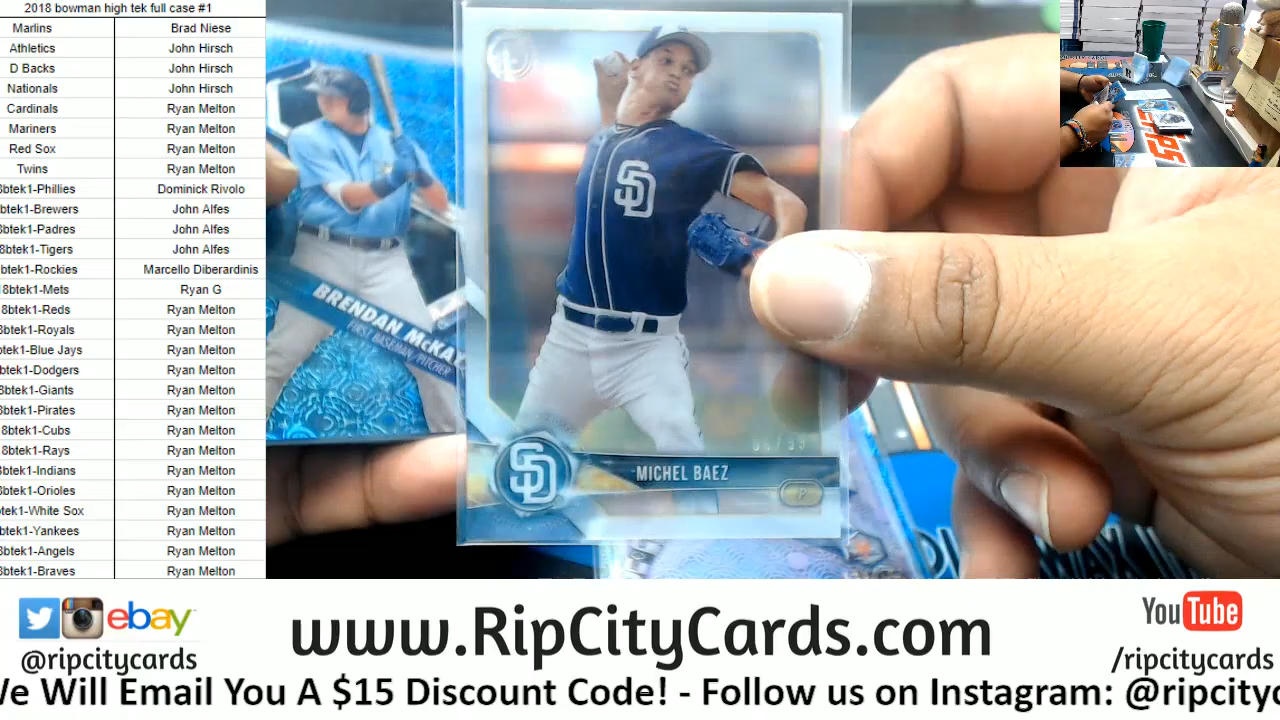 2018 bowman high tek full case #1
Marlins Brad Niese
Athletics John Hirsch
D Backs John Hirsch
Nationals John Hirsch
Cardinals Ryan Melton
Mariners Ryan Melton
Red Sox Ryan Melton
Twins Ryan Melton
8btek1-Phillies Dominick Rivolo
btek1-Brewers John Alfes
btek1-Padres John Alfes
8btek1-Tigers John Alfes
btek1-Rockies Marcello Diberardinis
8btek1-Mets Ryan G
8btek1-Reds Ryan Melton
8btek1-Royals Ryan Melton
btek1-Blue Jays Ryan Melton
btek1-Dodgers Ryan Melton
8btek1-Giants Ryan Melton
8btek1-Pirates Ryan Melton
8btek1-Cubs Ryan Melton
8btek1-Rays Ryan Melton
8btek1-Indians Ryan Melton
8btek1-Orioles Ryan Melton
btek1-White Sox Ryan Melton
btek1-Yankees Ryan Melton
8btek1-Angels Ryan Melton
8btek1-Braves Ryan Melton
BRENDAN McKAY
FIRST BASEMAN/PITCHER
SD
SD
MICHEL BAEZ
P
ebay
@ripcitycards
www.RipCityCards.com
YouTube
/ripcitycards
We Will Email You A $15 Discount Code! - Follow us on Instagram: @ripcityc